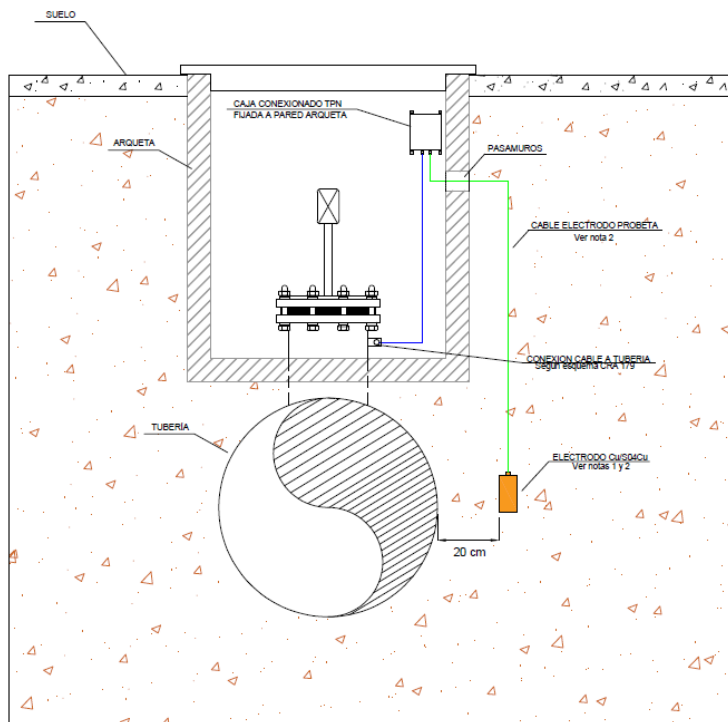 SUELO
CAJA CONEXIONADO TPN
FIJADA A PARED ARQUETA
ARQUETA
PASAMUROS
CABLE ELECTRODO PROBETA
Ver nota 2
CONEXION CABLE A TUBERIA
Según esquema CRA 179
TUBERÍA
ELECTRODO Cu/S04Cu
Ver notas 1 y 2
20 cm